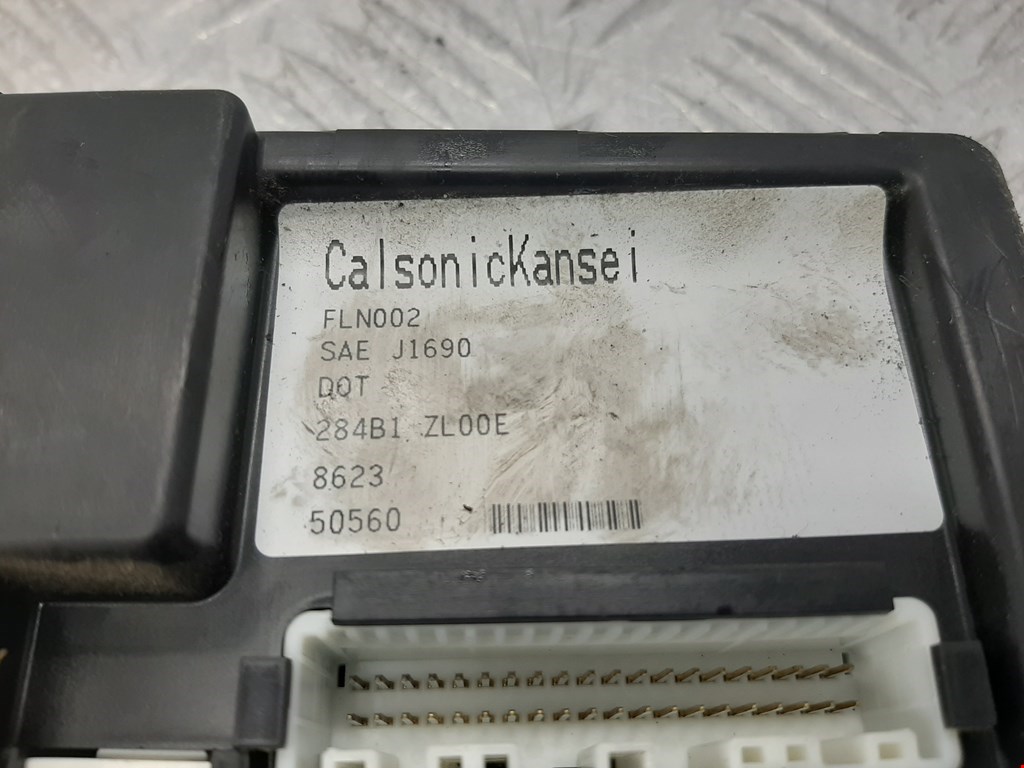 CalsonicKansei
FLN002
SAE J1690
DOT
284B1 ZL00E
8623
50560